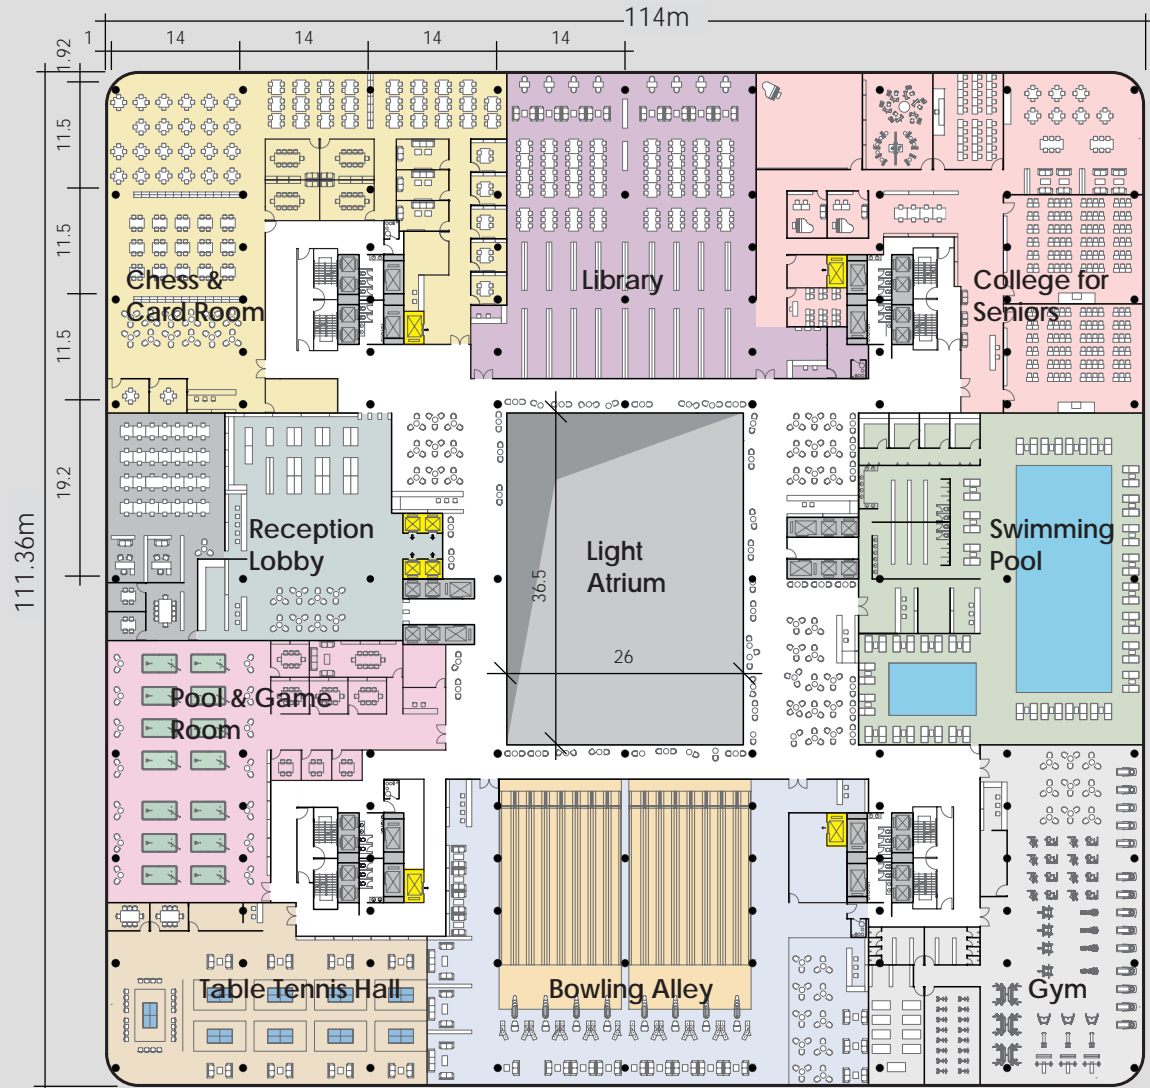 114m
1
14
14
14
14
1.92
11.5
11.5
11.5
19.2
111.36m
Chess &
Card Room
Library
College for
Seniors
Reception
Lobby
Light
Atrium
36.5
26
Swimming
Pool
Pool & Game
Room
Table Tennis Hall
Bowling Alley
Gym